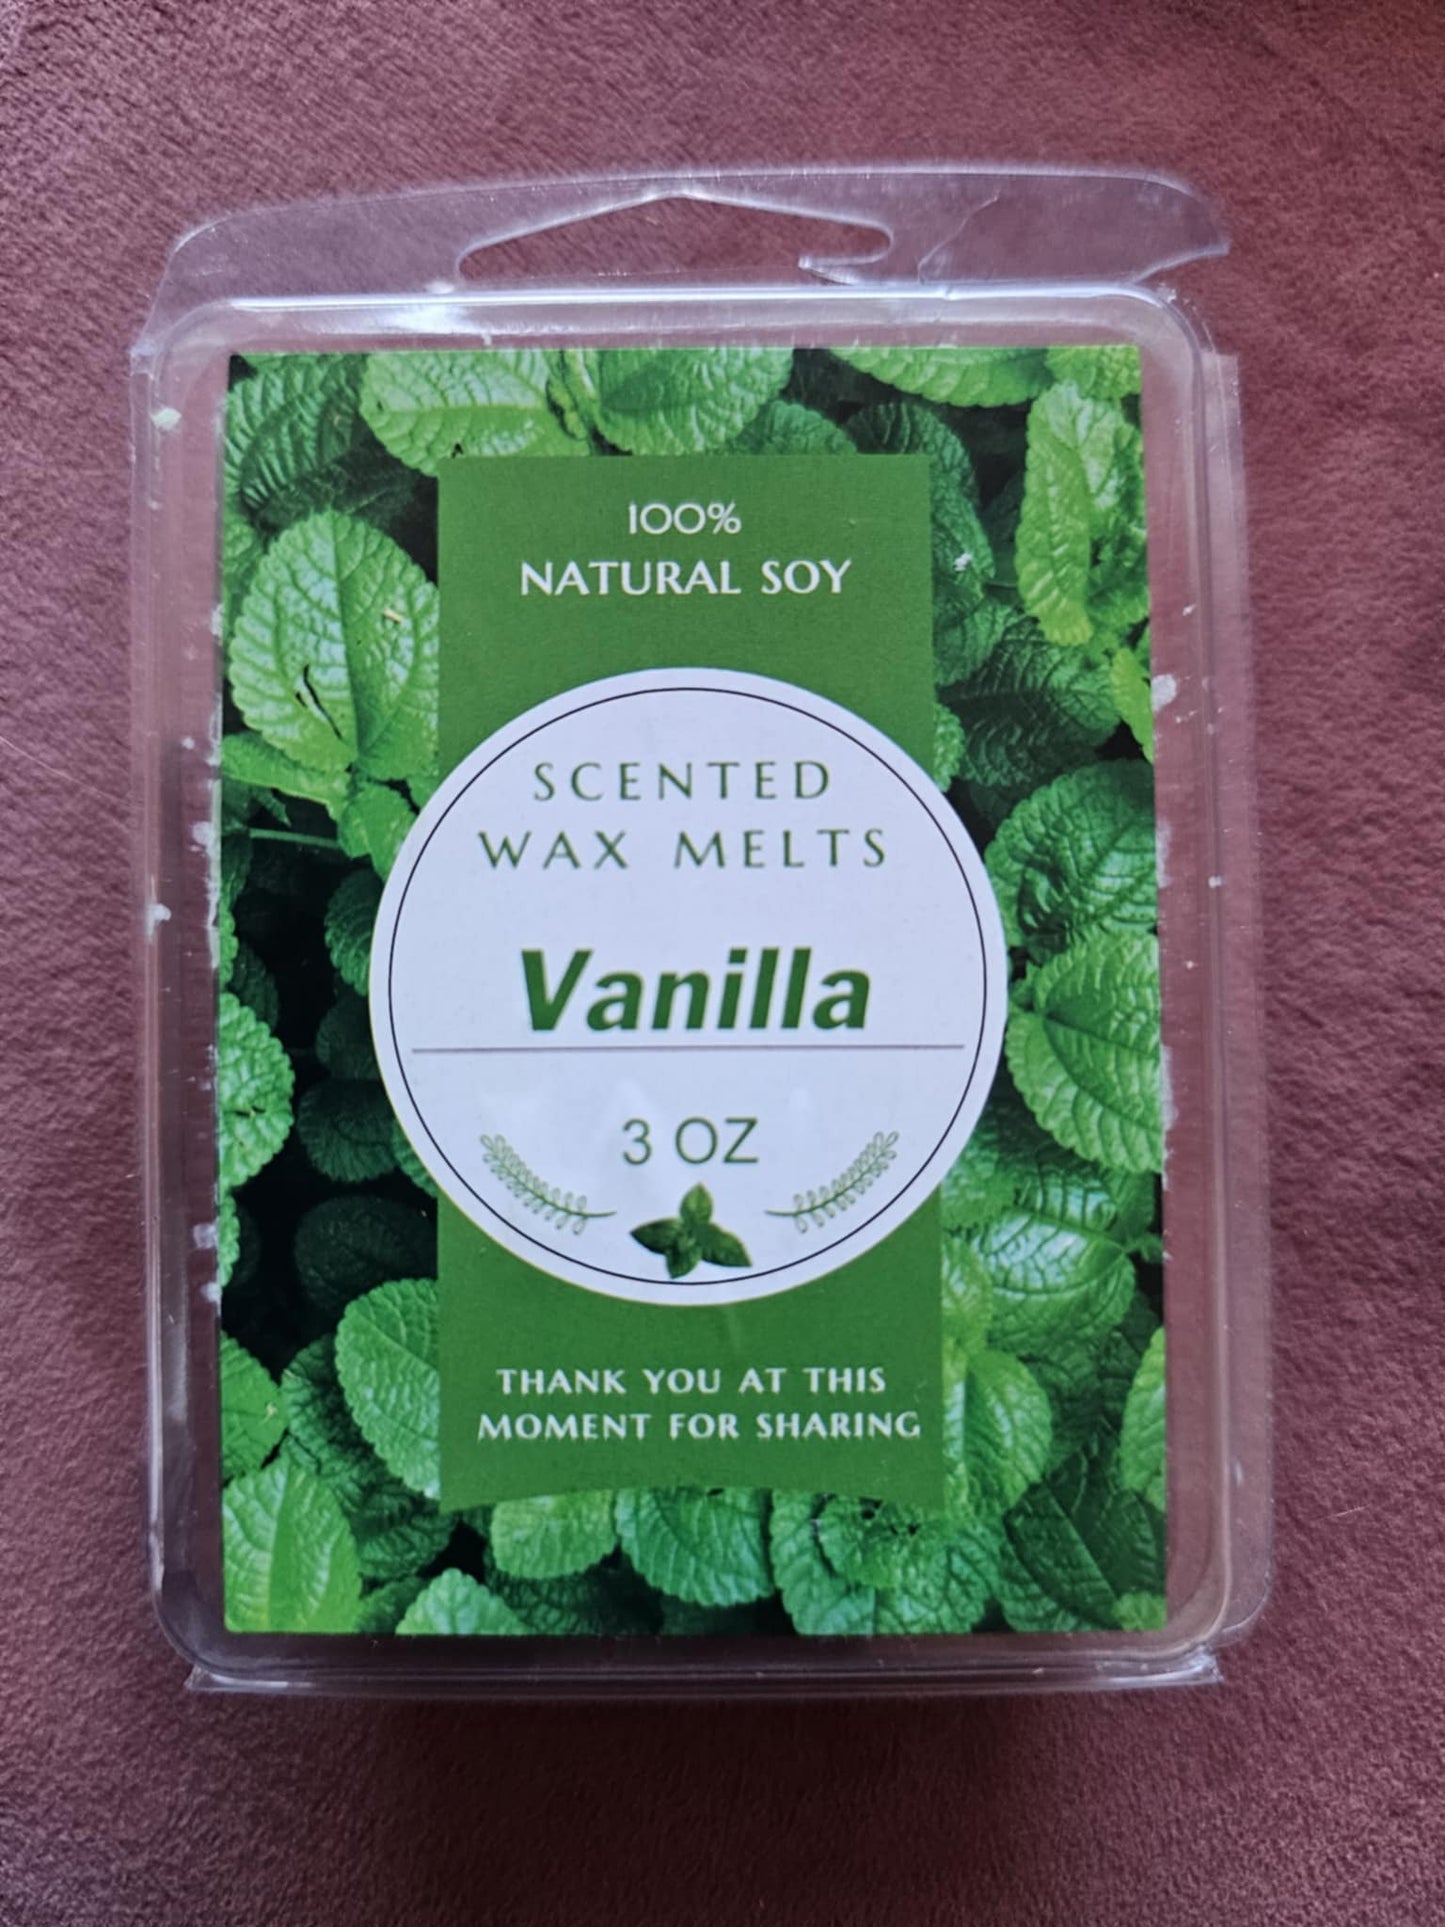 100%
NATURAL SOY
SCENTED
WAX MELTS
Vanilla
3 OZ
THANK YOU AT THIS
MOMENT FOR SHARING